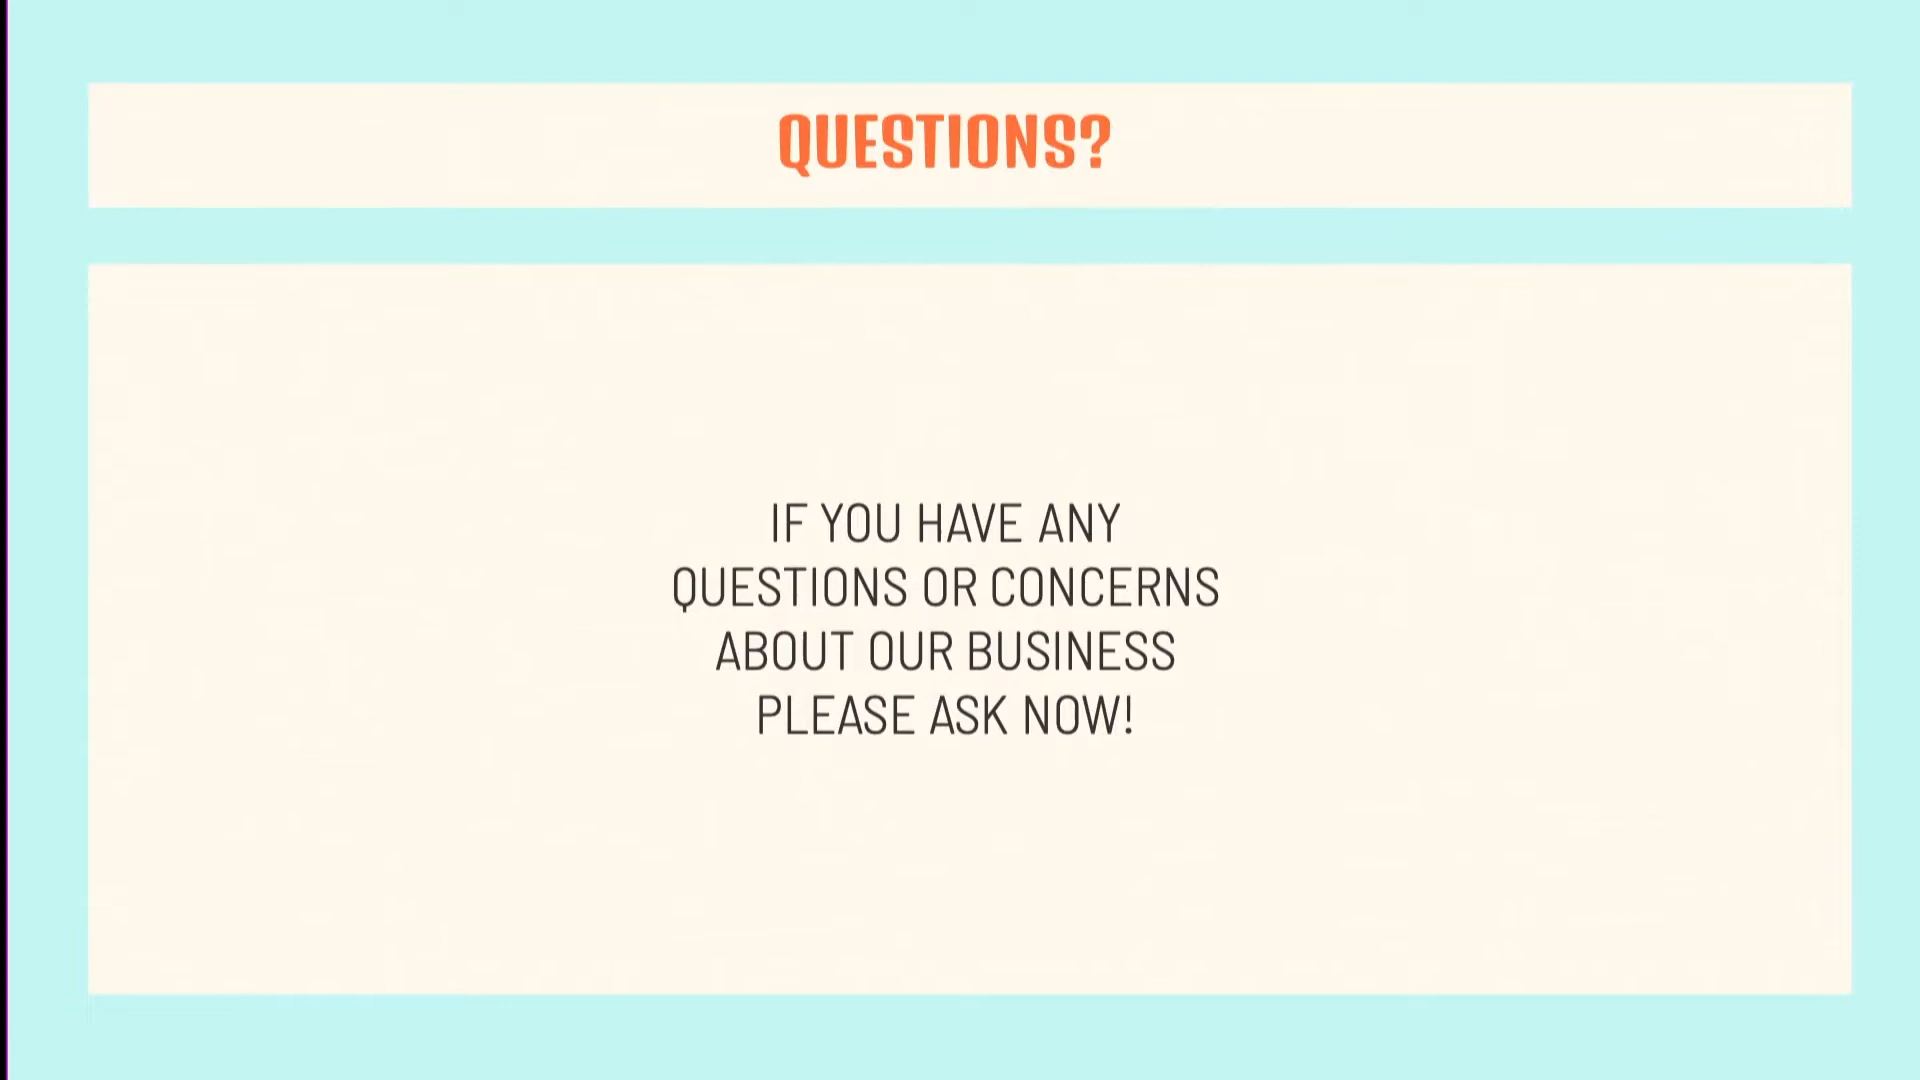 QUESTIONS?
IF YOU HAVE ANY
QUESTIONS OR CONCERNS
ABOUT OUR BUSINESS
PLEASE ASK NOW!